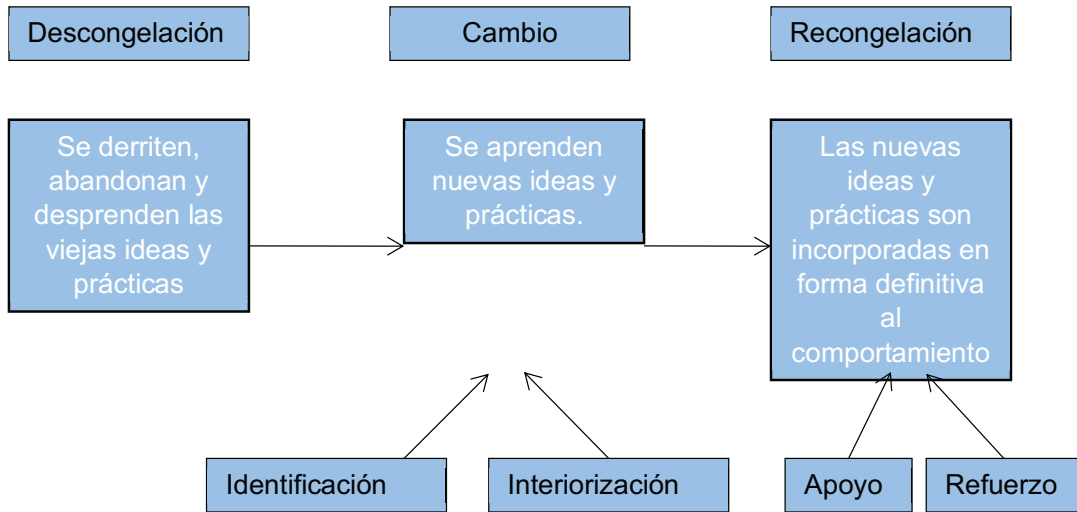 Descongelación
Cambio
Recongelación
Se derriten,
abandonan y
desprenden las
viejas ideas y
prácticas
Se aprenden
nuevas ideas y
prácticas.
Las nuevas
ideas y
prácticas son
incorporadas en
forma definitiva
al
comportamiento
Identificación
Interiorización
Apoyo
Refuerzo